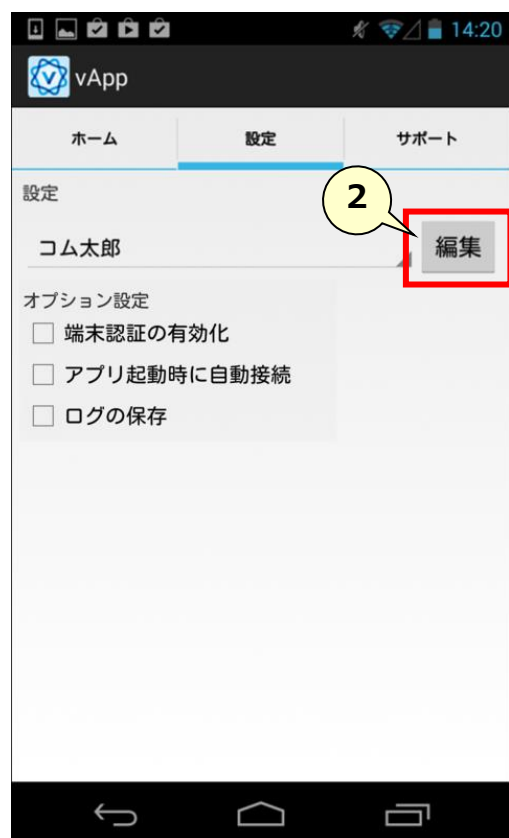 14:20
vApp
ホーム
設定
サポート
設定
2
コム太郎
編集
オプション設定
端末認証の有効化
アプリ起動時に自動接続
ログの保存